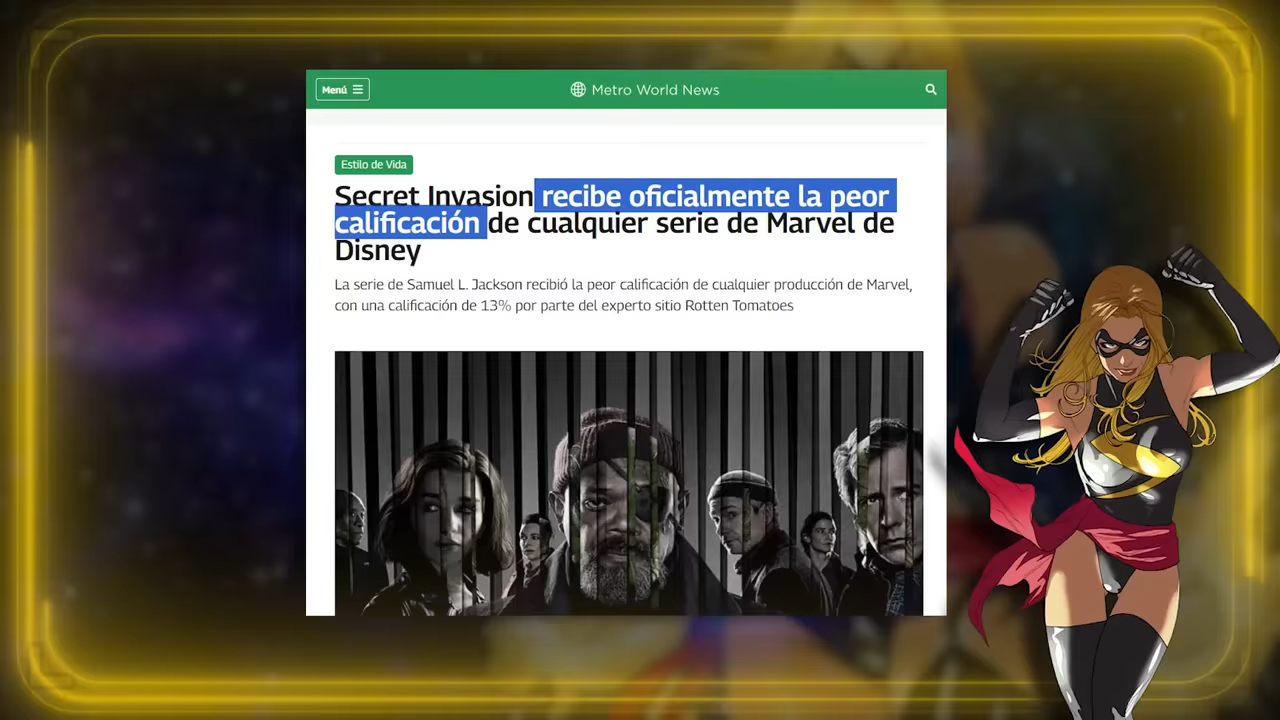 Menú
Metro World News
Estilo de Vida
Secret Invasion recibe oficialmente la peor
calificación de cualquier serie de Marvel de
Disney
La serie de Samuel L. Jackson recibió la peor calificación de cualquier producción de Marvel,
con una calificación de 13% por parte del experto sitio Rotten Tomatoes